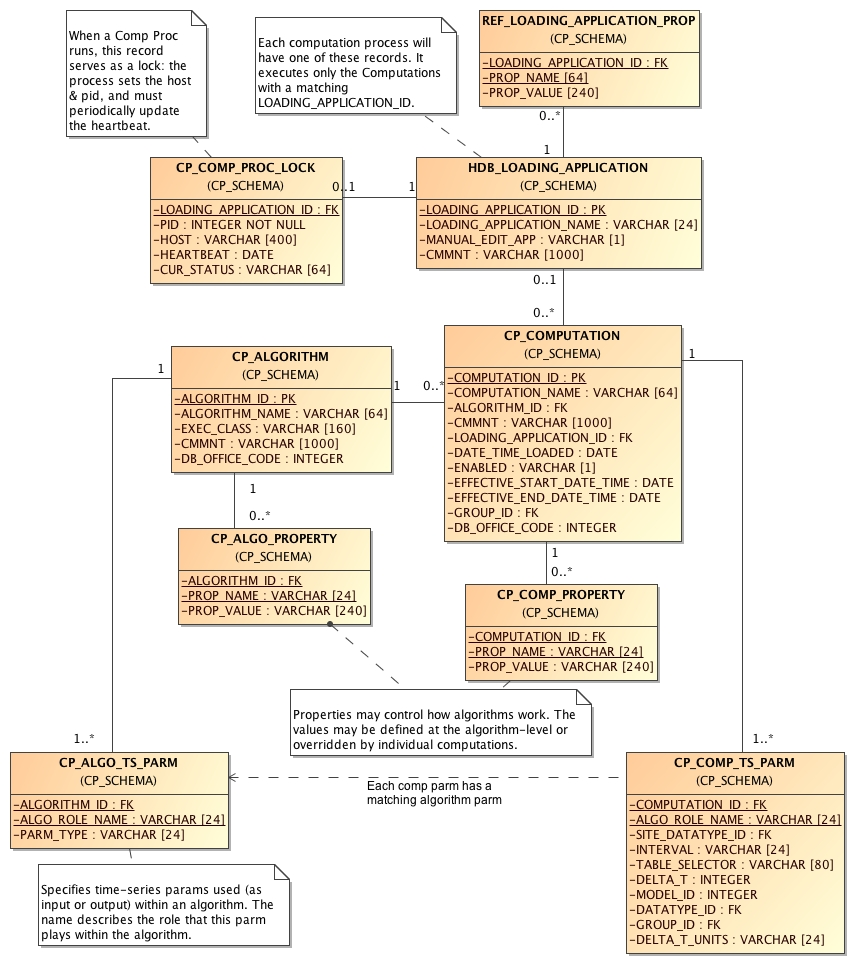 When a Comp Proc
runs, this record
serves as a lock: the
process sets the host
& pid, and must
periodically update
the heartbeat.
Each computation process will
have one of these records. It
executes only the Computations
with a matching
LOADING_APPLICATION_ID.
REF_LOADING_APPLICATION_PROP
(CP_SCHEMA)
-LOADING_APPLICATION_ID : FK
-PROP_NAME [64]
-PROP_VALUE [240]
0..*
1
CP_COMP_PROC_LOCK
(CP_SCHEMA)
-LOADING_APPLICATION_ID : FK
-PID : INTEGER NOT NULL
-HOST : VARCHAR [400]
-HEARTBEAT : DATE
-CUR_STATUS : VARCHAR [64]
0..1
1
HDB_LOADING_APPLICATION
(CP_SCHEMA)
-LOADING_APPLICATION_ID : PK
-LOADING_APPLICATION_NAME : VARCHAR [24]
-MANUAL_EDIT_APP : VARCHAR [1]
-CMMNT : VARCHAR [1000]
0..1
0..*
CP_ALGORITHM
(CP_SCHEMA)
-ALGORITHM_ID : PK
-ALGORITHM_NAME : VARCHAR [64]
-EXEC_CLASS : VARCHAR [160]
-CMMNT : VARCHAR [1000]
-DB_OFFICE_CODE : INTEGER
1
1
0..*
CP_COMPUTATION
(CP_SCHEMA)
-COMPUTATION_ID : PK
-COMPUTATION_NAME : VARCHAR [64]
-ALGORITHM_ID : FK
-CMMNT : VARCHAR [1000]
-LOADING_APPLICATION_ID : FK
-DATE_TIME_LOADED : DATE
-ENABLED : VARCHAR [1]
-EFFECTIVE_START_DATE_TIME : DATE
-EFFECTIVE_END_DATE_TIME : DATE
-GROUP_ID : FK
-DB_OFFICE_CODE : INTEGER
1
1
0..*
CP_ALGO_PROPERTY
(CP_SCHEMA)
-ALGORITHM_ID : FK
-PROP_NAME : VARCHAR [24]
-PROP_VALUE : VARCHAR [240]
1
0..*
CP_COMP_PROPERTY
(CP_SCHEMA)
-COMPUTATION_ID : FK
-PROP_NAME : VARCHAR [24]
-PROP_VALUE : VARCHAR [240]
Properties may control how algorithms work. The
values may be defined at the algorithm-level or
overridden by individual computations.
1..*
CP_ALGO_TS_PARM
(CP_SCHEMA)
-ALGORITHM_ID : FK
-ALGO_ROLE_NAME : VARCHAR [24]
-PARM_TYPE : VARCHAR [24]
Each comp parm has a
matching algorithm parm
1..*
CP_COMP_TS_PARM
(CP_SCHEMA)
-COMPUTATION_ID : FK
-ALGO_ROLE_NAME : VARCHAR [24]
-SITE_DATATYPE_ID : FK
-INTERVAL : VARCHAR [24]
-TABLE_SELECTOR : VARCHAR [80]
-DELTA_T : INTEGER
-MODEL_ID : INTEGER
-DATATYPE_ID : FK
-GROUP_ID : FK
-DELTA_T_UNITS : VARCHAR [24]
Specifies time-series params used (as
input or output) within an algorithm. The
name describes the role that this parm
plays within the algorithm.